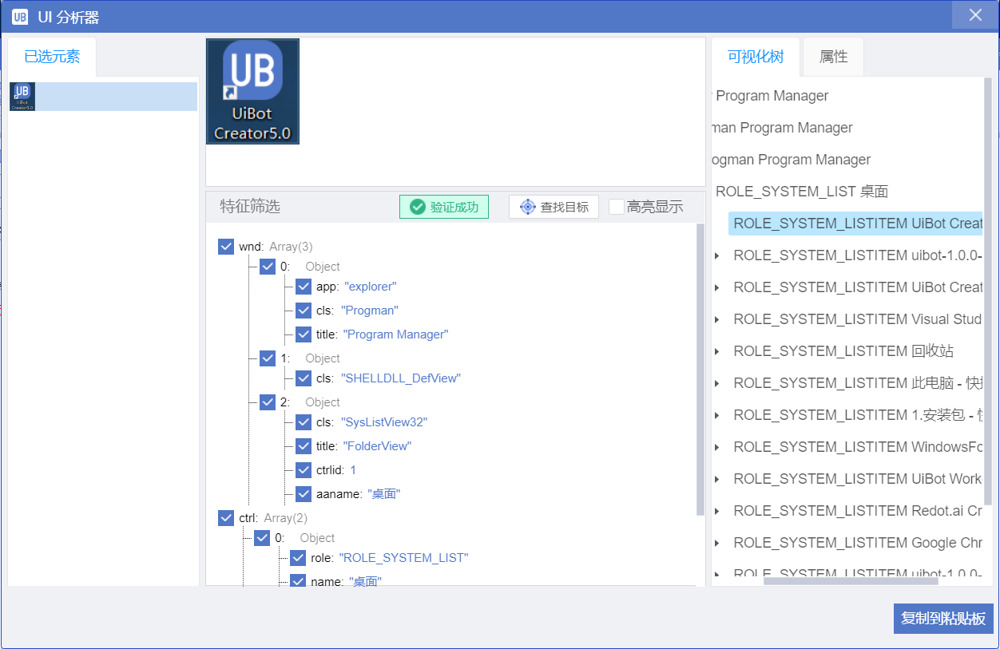 UB UI 分析器
已选元素
UB
UiBot
Creator5.0
UB
UiBot
Creator5.0
特征筛选 验证成功 查找目标 高亮显示
wnd: Array(3)
0: Object
app: "explorer"
cls: "Progman"
title: "Program Manager"
1: Object
cls: "SHELLDLL_DefView"
2: Object
cls: "SysListView32"
title: "FolderView"
ctrlid: 1
aaname: "桌面"
ctrl: Array(2)
0: Object
role: "ROLE_SYSTEM_LIST"
name: "桌面"
可视化树 属性
Program Manager
man Program Manager
ogman Program Manager
ROLE_SYSTEM_LIST 桌面
ROLE_SYSTEM_LISTITEM UiBot Creat
ROLE_SYSTEM_LISTITEM uibot-1.0.0-
ROLE_SYSTEM_LISTITEM UiBot Creat
ROLE_SYSTEM_LISTITEM Visual Stud
ROLE_SYSTEM_LISTITEM 回收站
ROLE_SYSTEM_LISTITEM 此电脑 - 快
ROLE_SYSTEM_LISTITEM 1.安装包 -
ROLE_SYSTEM_LISTITEM WindowsFo
ROLE_SYSTEM_LISTITEM UiBot Work
ROLE_SYSTEM_LISTITEM Redot.ai Cr
ROLE_SYSTEM_LISTITEM Google Chr
ROLE_SYSTEM_LISTITEM uibot-1.0.0-
复制到粘贴板